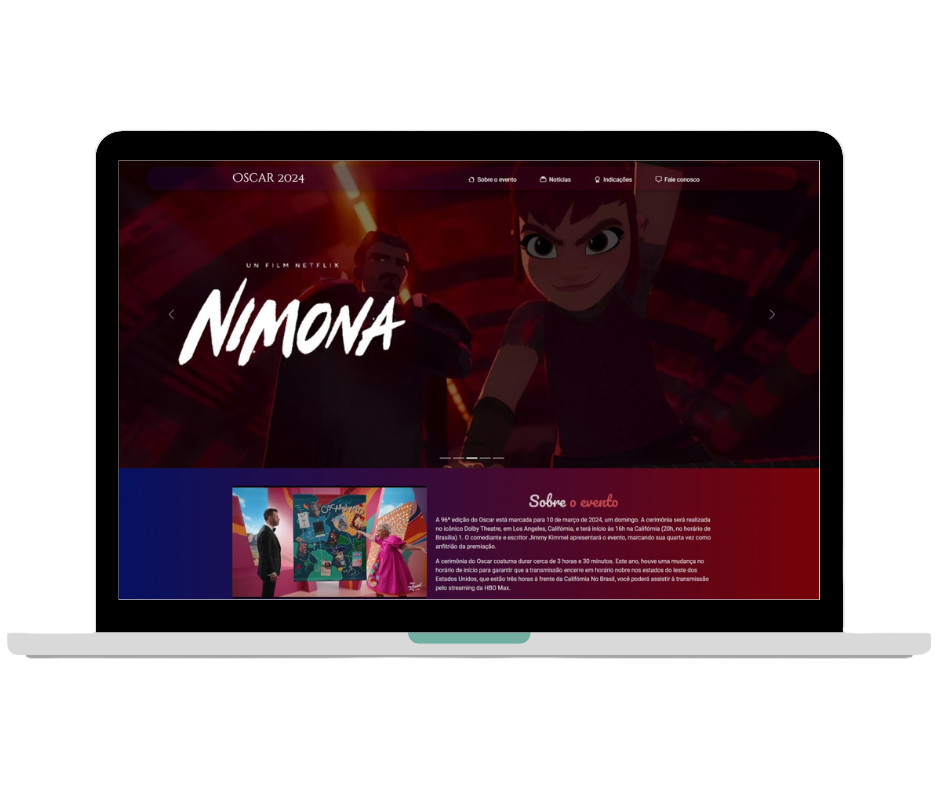 OSCAR 2024
Sobre o evento
Notícias
Indicações
Fale conosco
UN FILM NETFLIX
NIMONA
Sobre o evento
A 96ª edição do Oscar está marcada para 10 de março de 2024, um domingo. A cerimônia será realizada
no icônico Dolby Theatre, em Los Angeles, Califórnia, e terá início às 16h na Califórnia (20h, no horário de
Brasília) 1. O comediante e escritor Jimmy Kimmel apresentará o evento, marcando sua quarta vez como
anfitrião da premiação.
A cerimônia do Oscar costuma durar cerca de 3 horas e 30 minutos. Este ano, houve uma mudança no
horário de início para garantir que a transmissão encerre em horário nobre nos estados do leste dos
Estados Unidos, que estão três horas à frente da Califórnia No Brasil, você poderá assistir à transmissão
pelo streaming da HBO Max.